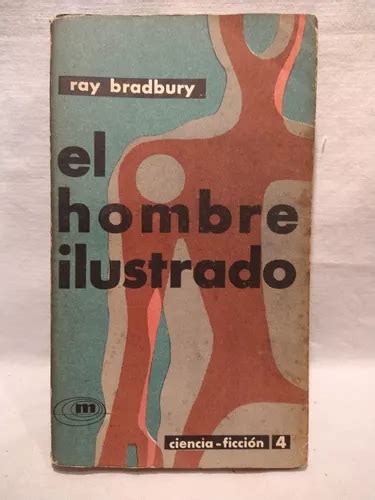 ray bradbury
el
hombre
ilustrado
m
ciencia-ficción 4